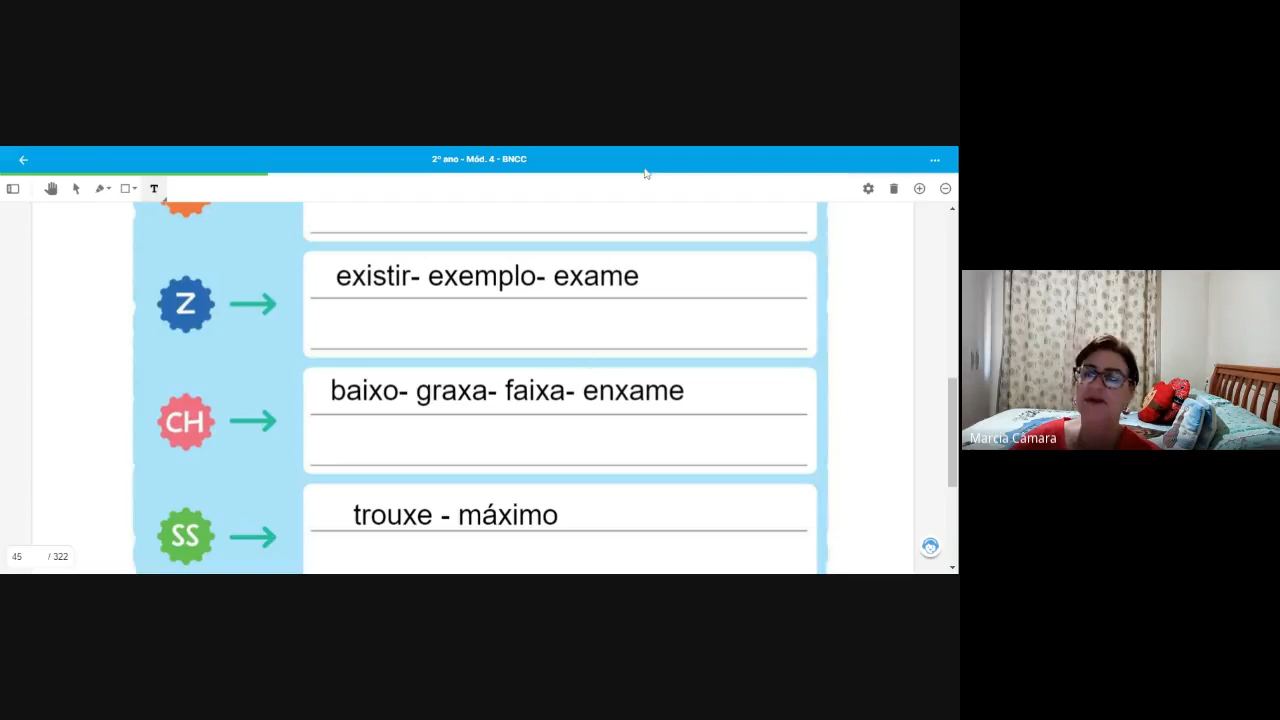 2º ano - Mód. 4 - BNCC
T
existir- exemplo- exame
Z
baixo- graxa- faixa- enxame
CH
Marcia Câmara
trouxe - máximo
SS
45 / 322